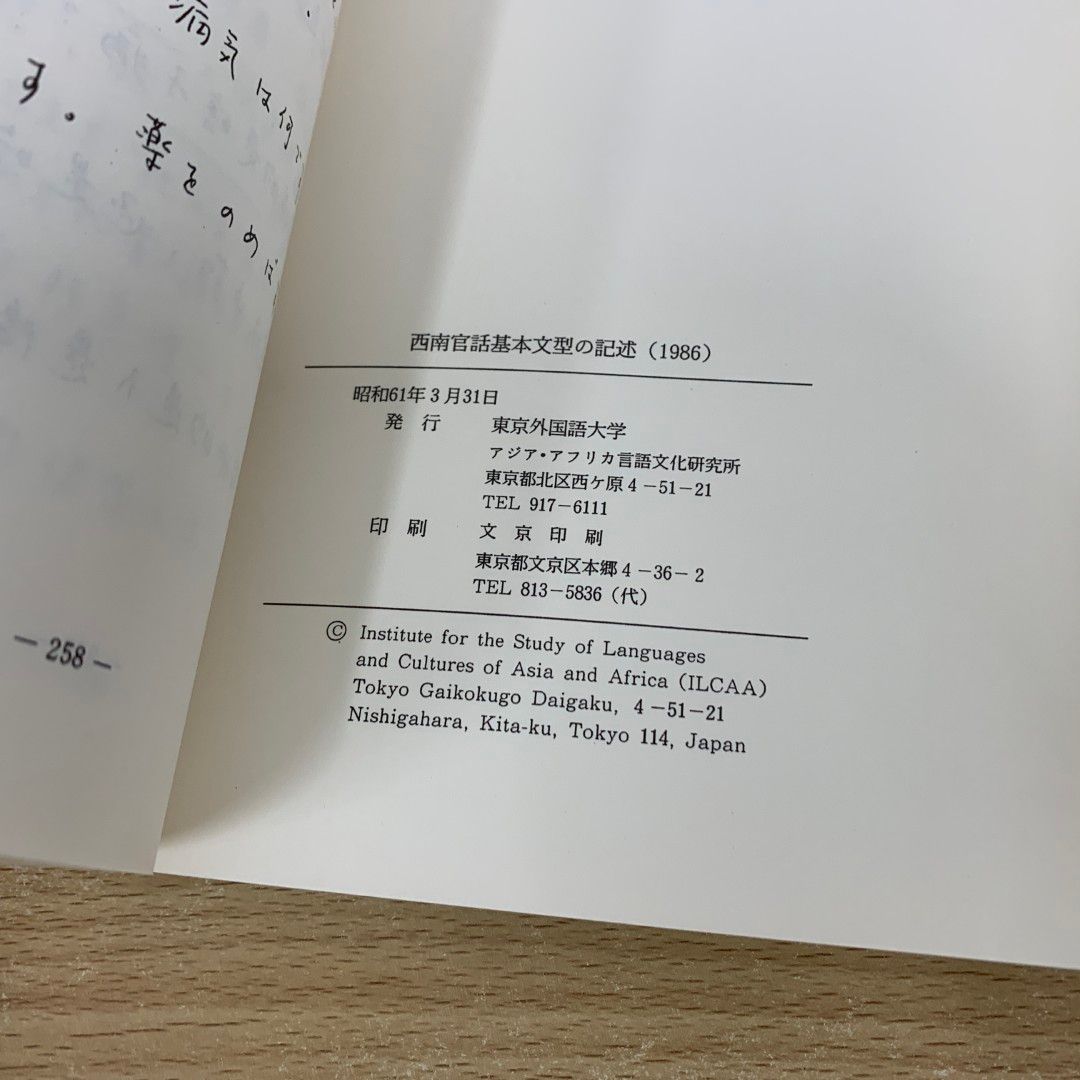 病気は何で
す。薬をのめば
— 258 —
西南官話基本文型の記述（1986）
昭和61年3月31日
発 行 東京外国語大学
アジア・アフリカ言語文化研究所
東京都北区西ケ原4－51－21
TEL 917－6111
印 刷 文 京 印 刷
東京都文京区本郷4－36－2
TEL 813－5836（代）
© Institute for the Study of Languages
and Cultures of Asia and Africa (ILCAA)
Tokyo Gaikokugo Daigaku, 4－51－21
Nishigahara, Kita-ku, Tokyo 114, Japan